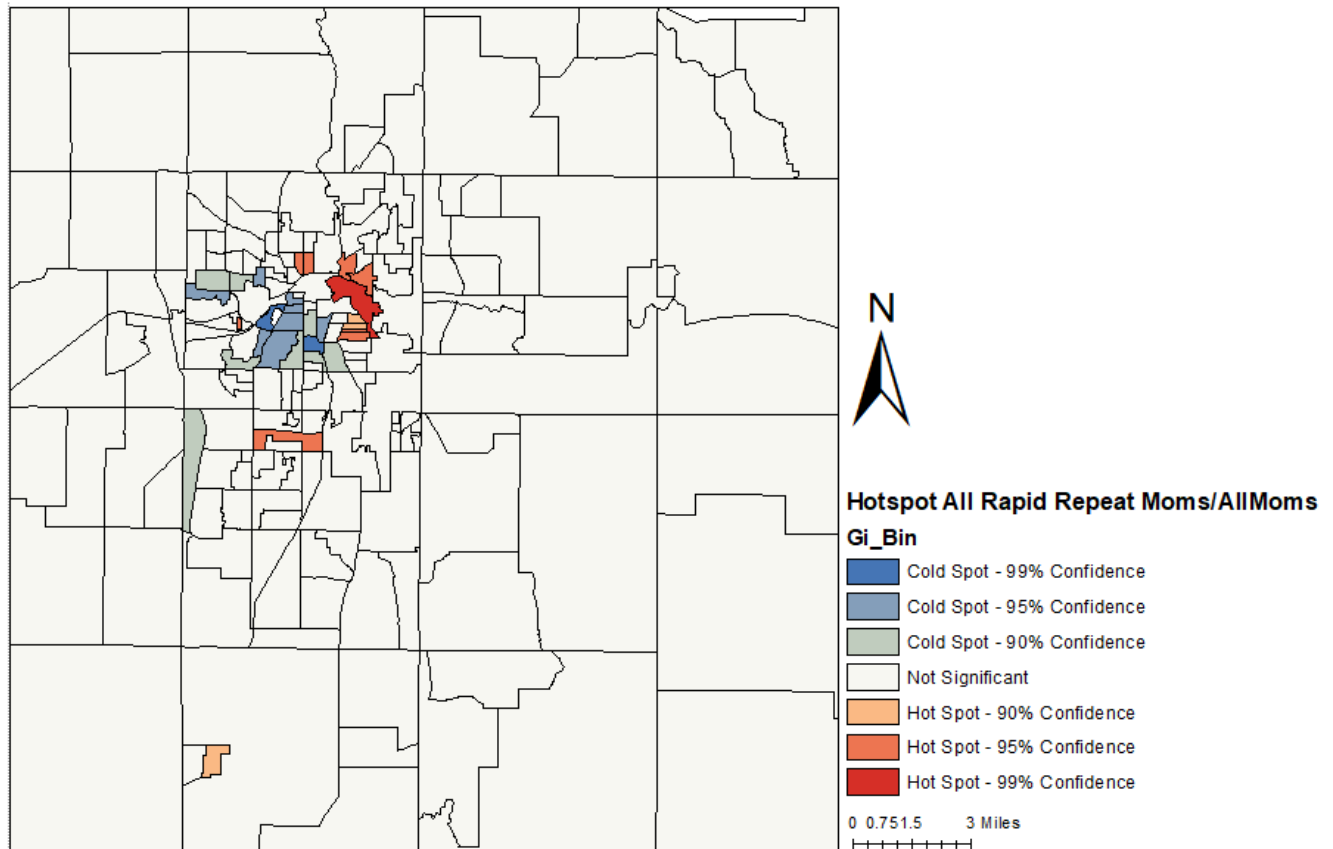 N
Hotspot All Rapid Repeat Moms/AllMoms
Gi_Bin
Cold Spot - 99% Confidence
Cold Spot - 95% Confidence
Cold Spot - 90% Confidence
Not Significant
Hot Spot - 90% Confidence
Hot Spot - 95% Confidence
Hot Spot - 99% Confidence
0 0.751.5 3 Miles